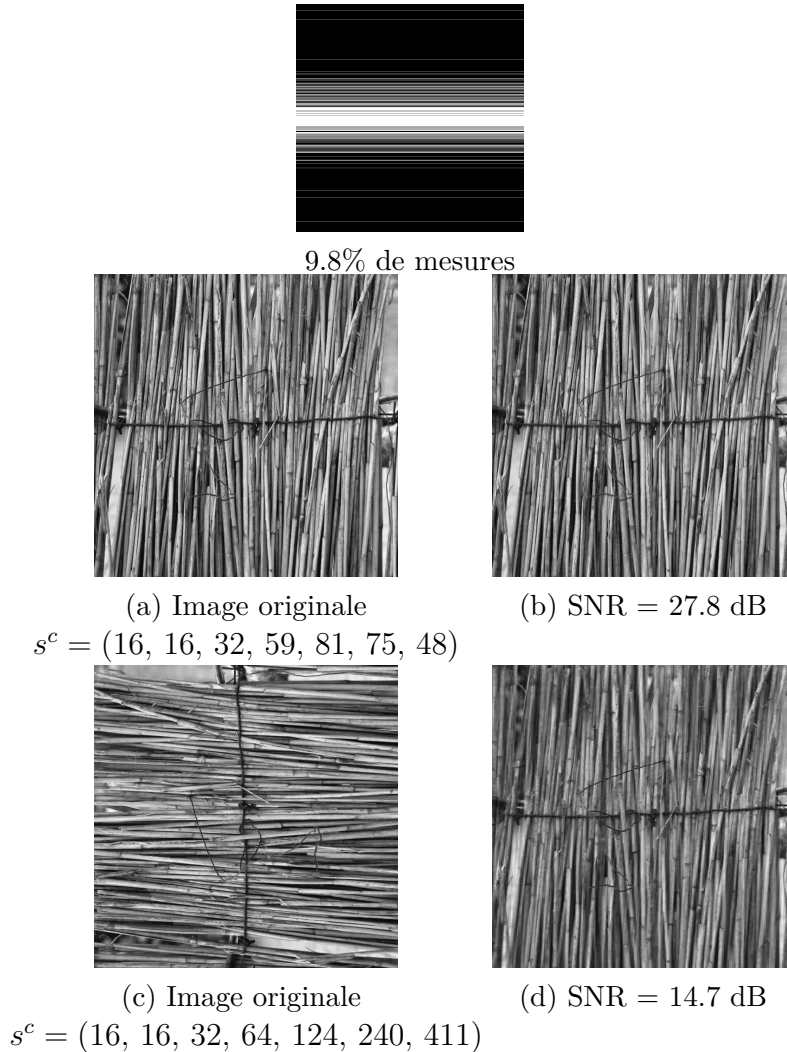 9.8% de mesures
(a) Image originale
(b) SNR = 27.8 dB
s^c = (16, 16, 32, 59, 81, 75, 48)
(c) Image originale
(d) SNR = 14.7 dB
s^c = (16, 16, 32, 64, 124, 240, 411)